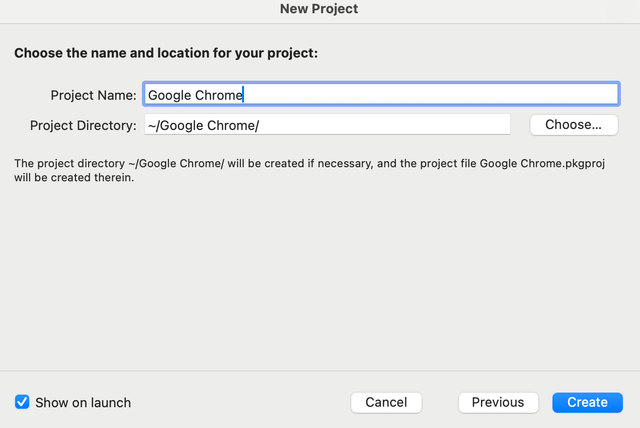 New Project
Choose the name and location for your project:
Project Name: Google Chrome
Project Directory: ~/Google Chrome/ Choose...
The project directory ~/Google Chrome/ will be created if necessary, and the project file Google Chrome.pkgproj
will be created therein.
Show on launch Cancel Previous Create